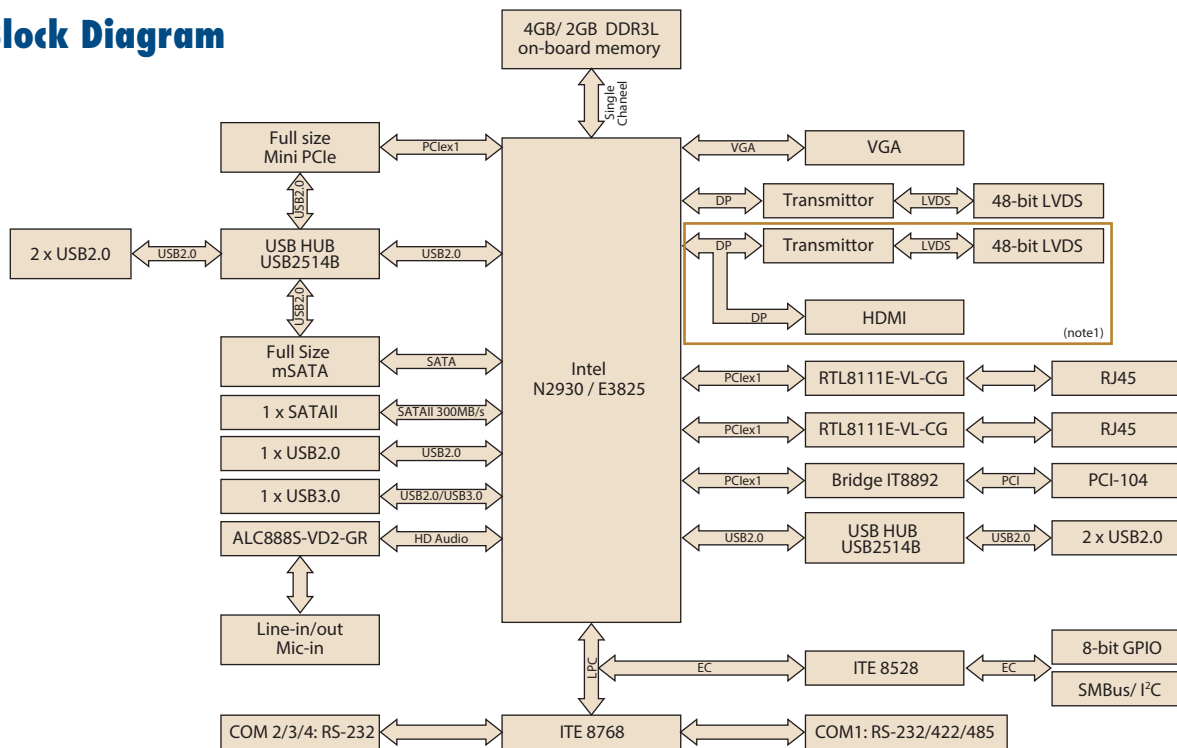 Block Diagram
4GB/ 2GB DDR3L
on-board memory
Single
Chaneel
Full size
Mini PCIe
PCIex1
VGA
VGA
USB2.0
DP
Transmittor
LVDS
48-bit LVDS
2 x USB2.0
USB2.0
USB HUB
USB2514B
USB2.0
DP
Transmittor
LVDS
48-bit LVDS
USB2.0
DP
HDMI
(note1)
Full Size
mSATA
SATA
Intel
N2930 / E3825
PCIex1
RTL8111E-VL-CG
RJ45
1 x SATAII
SATAII 300MB/s
PCIex1
RTL8111E-VL-CG
RJ45
1 x USB2.0
USB2.0
PCIex1
Bridge IT8892
PCI
PCI-104
1 x USB3.0
USB2.0/USB3.0
ALC888S-VD2-GR
HD Audio
USB2.0
USB HUB
USB2514B
USB2.0
2 x USB2.0
Line-in/out
Mic-in
LPC
EC
ITE 8528
EC
8-bit GPIO
SMBus/ I²C
COM 2/3/4: RS-232
ITE 8768
COM1: RS-232/422/485